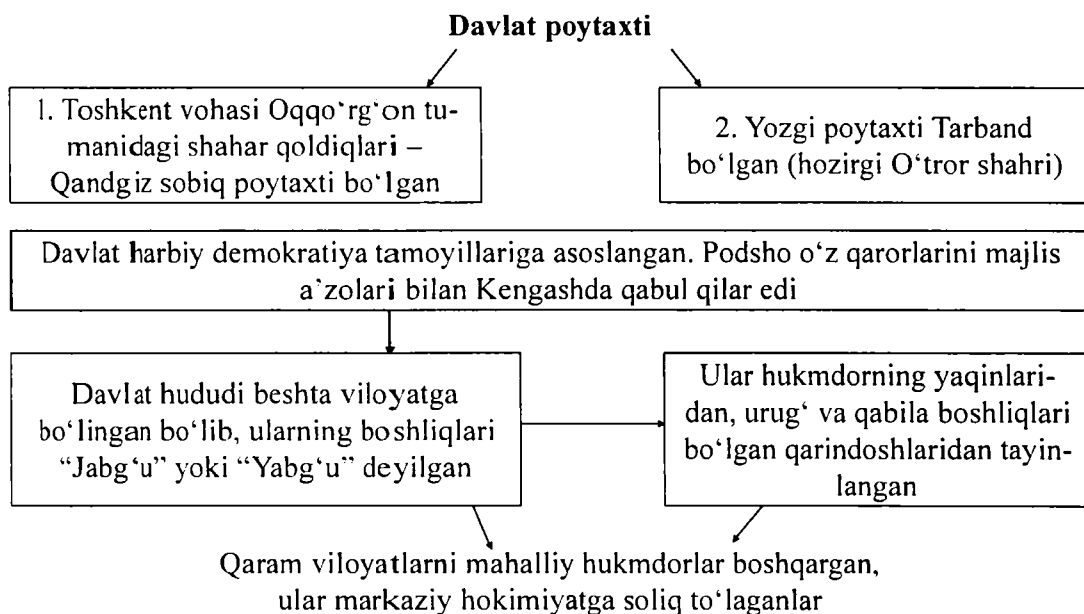 Davlat poytaxti
1. Toshkent vohasi Oqqo‘rg‘on tu-
manidagi shahar qoldiqlari –
Qandgiz sobiq poytaxti bo‘lgan
2. Yozgi poytaxti Tarband
bo‘lgan (hozirgi O‘tror shahri)
Davlat harbiy demokratiya tamoyillariga asoslangan. Podsho o‘z qarorlarini majlis
a’zolari bilan Kengashda qabul qilar edi
Davlat hududi beshta viloyatga
bo‘lingan bo‘lib, ularning boshliqlari
“Jabg‘u” yoki “Yabg‘u” deyilgan
Ular hukmdorning yaqinlari-
dan, urug‘ va qabila boshliqlari
bo‘lgan qarindoshlaridan tayin-
langan
Qaram viloyatlarni mahalliy hukmdorlar boshqargan,
ular markaziy hokimiyatga soliq to‘laganlar